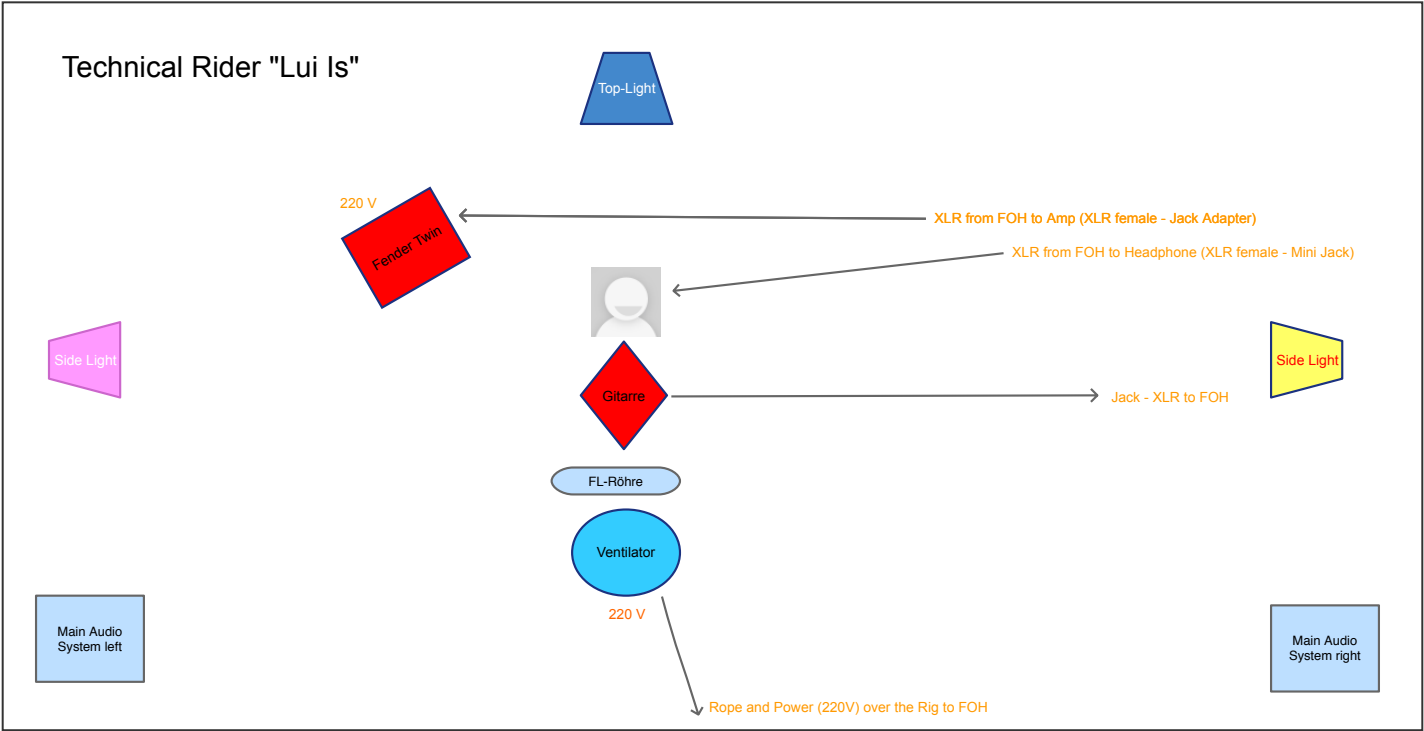 Technical Rider "Lui Is"
Top-Light
220 V
Fender Twin
XLR from FOH to Amp (XLR female - Jack Adapter)
XLR from FOH to Headphone (XLR female - Mini Jack)
Side Light
Side Light
Gitarre
Jack - XLR to FOH
FL-Röhre
Ventilator
220 V
Main Audio
System left
Main Audio
System right
Rope and Power (220V) over the Rig to FOH